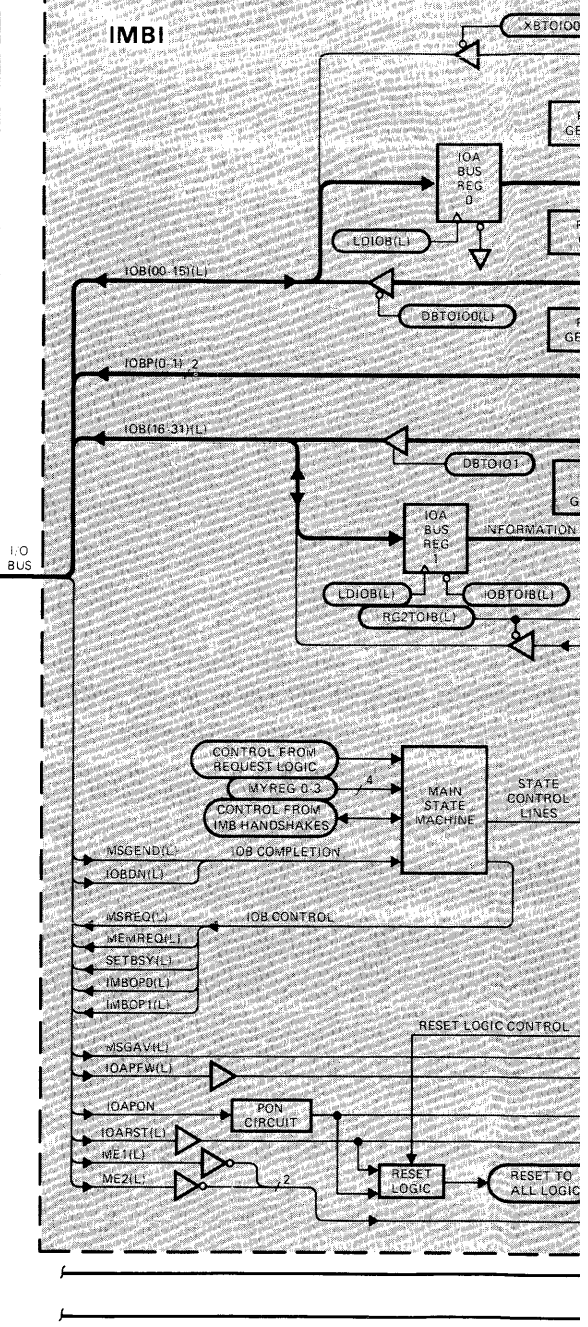 IMBI
XBTOIO0
IOA
BUS
REG
0
LDIOB(L)
IOB(00-15)(L)
DBTOIO0(L)
GE
IOBP(0-1)
2
IOB(16-31)(L)
DBTOIO1
G
IOA
BUS
REG
1
INFORMATION
I/O
BUS
LDIOB(L)
IOBTOIB(L)
RG2TOIB(L)
CONTROL FROM
REQUEST LOGIC
MYREG 0-3
4
CONTROL FROM
IMB HANDSHAKES
MAIN
STATE
MACHINE
STATE
CONTROL
LINES
MSGEND(L)
IOB COMPLETION
IOBDN(L)
MSREQ(L)
IOB CONTROL
MEMREQ(L)
SETBSY(L)
IMBOP0(L)
IMBOP1(L)
RESET LOGIC CONTROL
MSGAV(L)
IOAPFW(L)
IOAPON
PON
CIRCUIT
IOARST(L)
ME1(L)
ME2(L)
2
RESET
LOGIC
RESET TO
ALL LOGIC